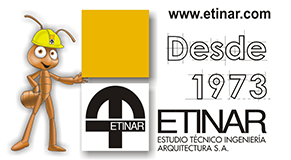 www.etinar.com
Desde
1973
ETINAR
ETINAR
ESTUDIO TÉCNICO INGENIERÍA
ARQUITECTURA S.A.